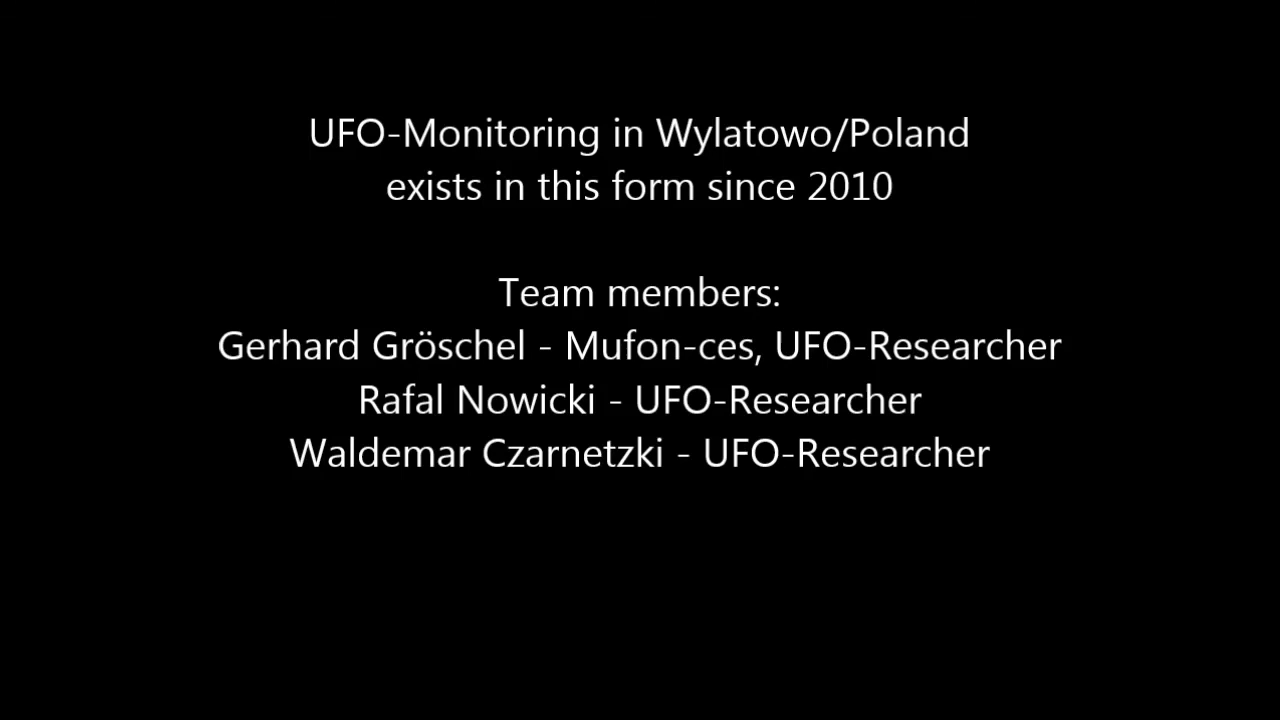 UFO-Monitoring in Wylatowo/Poland
exists in this form since 2010
Team members:
Gerhard Gröschel - Mufon-ces, UFO-Researcher
Rafal Nowicki - UFO-Researcher
Waldemar Czarnetzki - UFO-Researcher